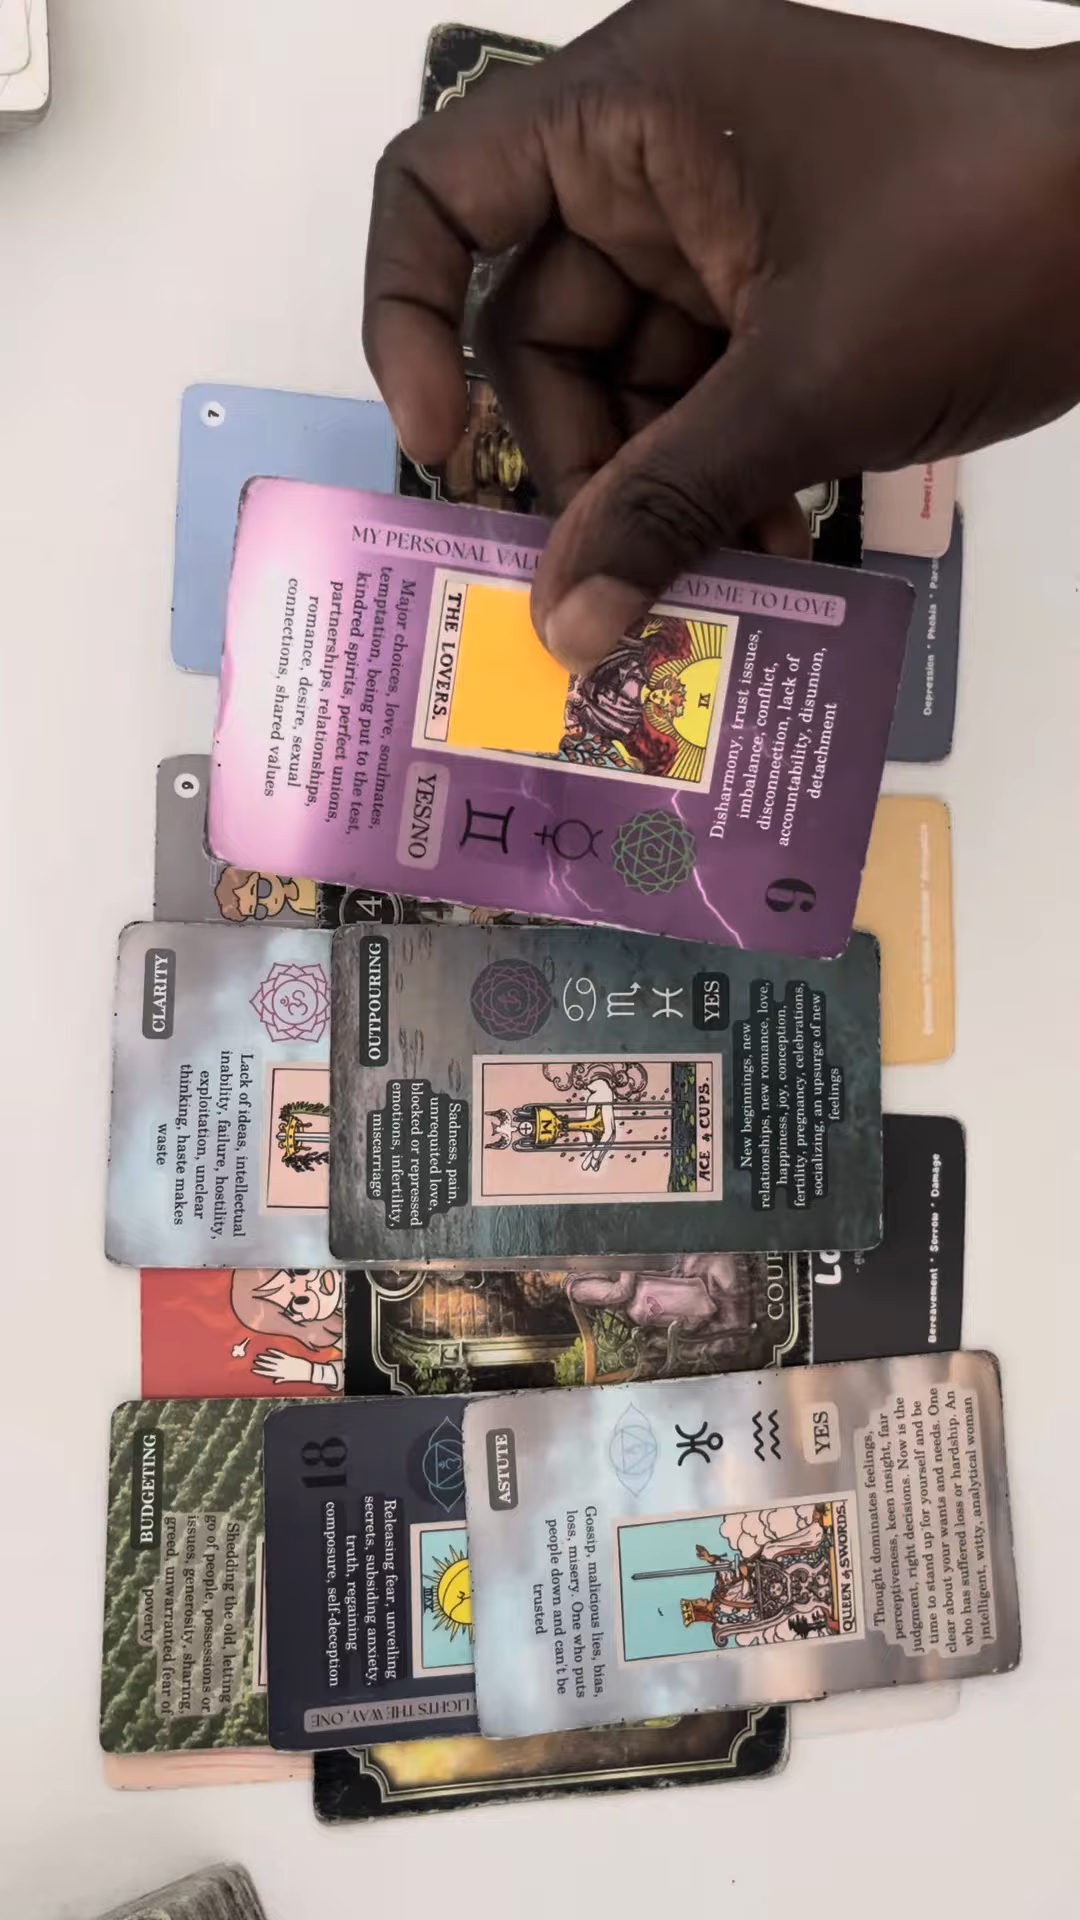 MY PERSONAL
EAD ME TO LOVE
Major choices, love, soulmates,
temptation, being put to the test,
kindred spirits, perfect unions,
partnerships, relationships,
romance, desire, sexual
connections, shared values
THE LOVERS.
VI
YES/NO
Disharmony, trust issues,
imbalance, conflict,
disconnection, lack of
accountability, disunion,
detachment
6
Sweet
Depression • Phobia •
14
CLARITY
Lack of ideas, intellectual
inability, failure, hostility,
exploitation, unclear
thinking, haste makes
waste
OUTPOURING
YES
Sadness, pain,
unrequited love,
blocked or repressed
emotions, infertility,
miscarriage
ACE of CUPS.
New beginnings, new
relationships, new romance, love,
happiness, joy, conception,
fertility, pregnancy, celebrations,
socializing, an upsurge of new
feelings
COU
Lo
Bereavement • Sorrow • Damage
BUDGETING
Shedding the old, letting
go of people, possessions or
issues, generosity, sharing,
greed, unwarranted fear of
poverty
18
Releasing fear, unveiling
secrets, subsiding anxiety,
truth, regaining
composure, self-deception
XVIII
LIGHTS THE WAY, ONE
ASTUTE
YES
Gossip, malicious lies, bias,
loss, misery. One who puts
people down and can't be
trusted
QUEEN of SWORDS.
Thought dominates feelings,
perceptiveness, keen insight, fair
judgment, right decisions. Now is the
time to stand up for yourself and be
clear about your wants and needs. One
who has suffered loss or hardship. An
intelligent, witty, analytical woman